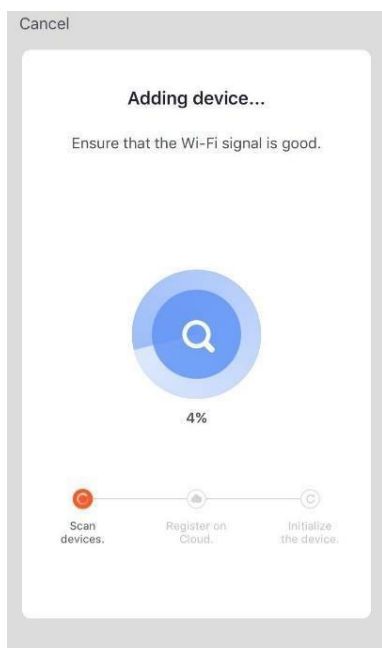 Cancel
Adding device...
Ensure that the Wi-Fi signal is good.
4%
Scan
devices.
Register on
Cloud.
Initialize
the device.